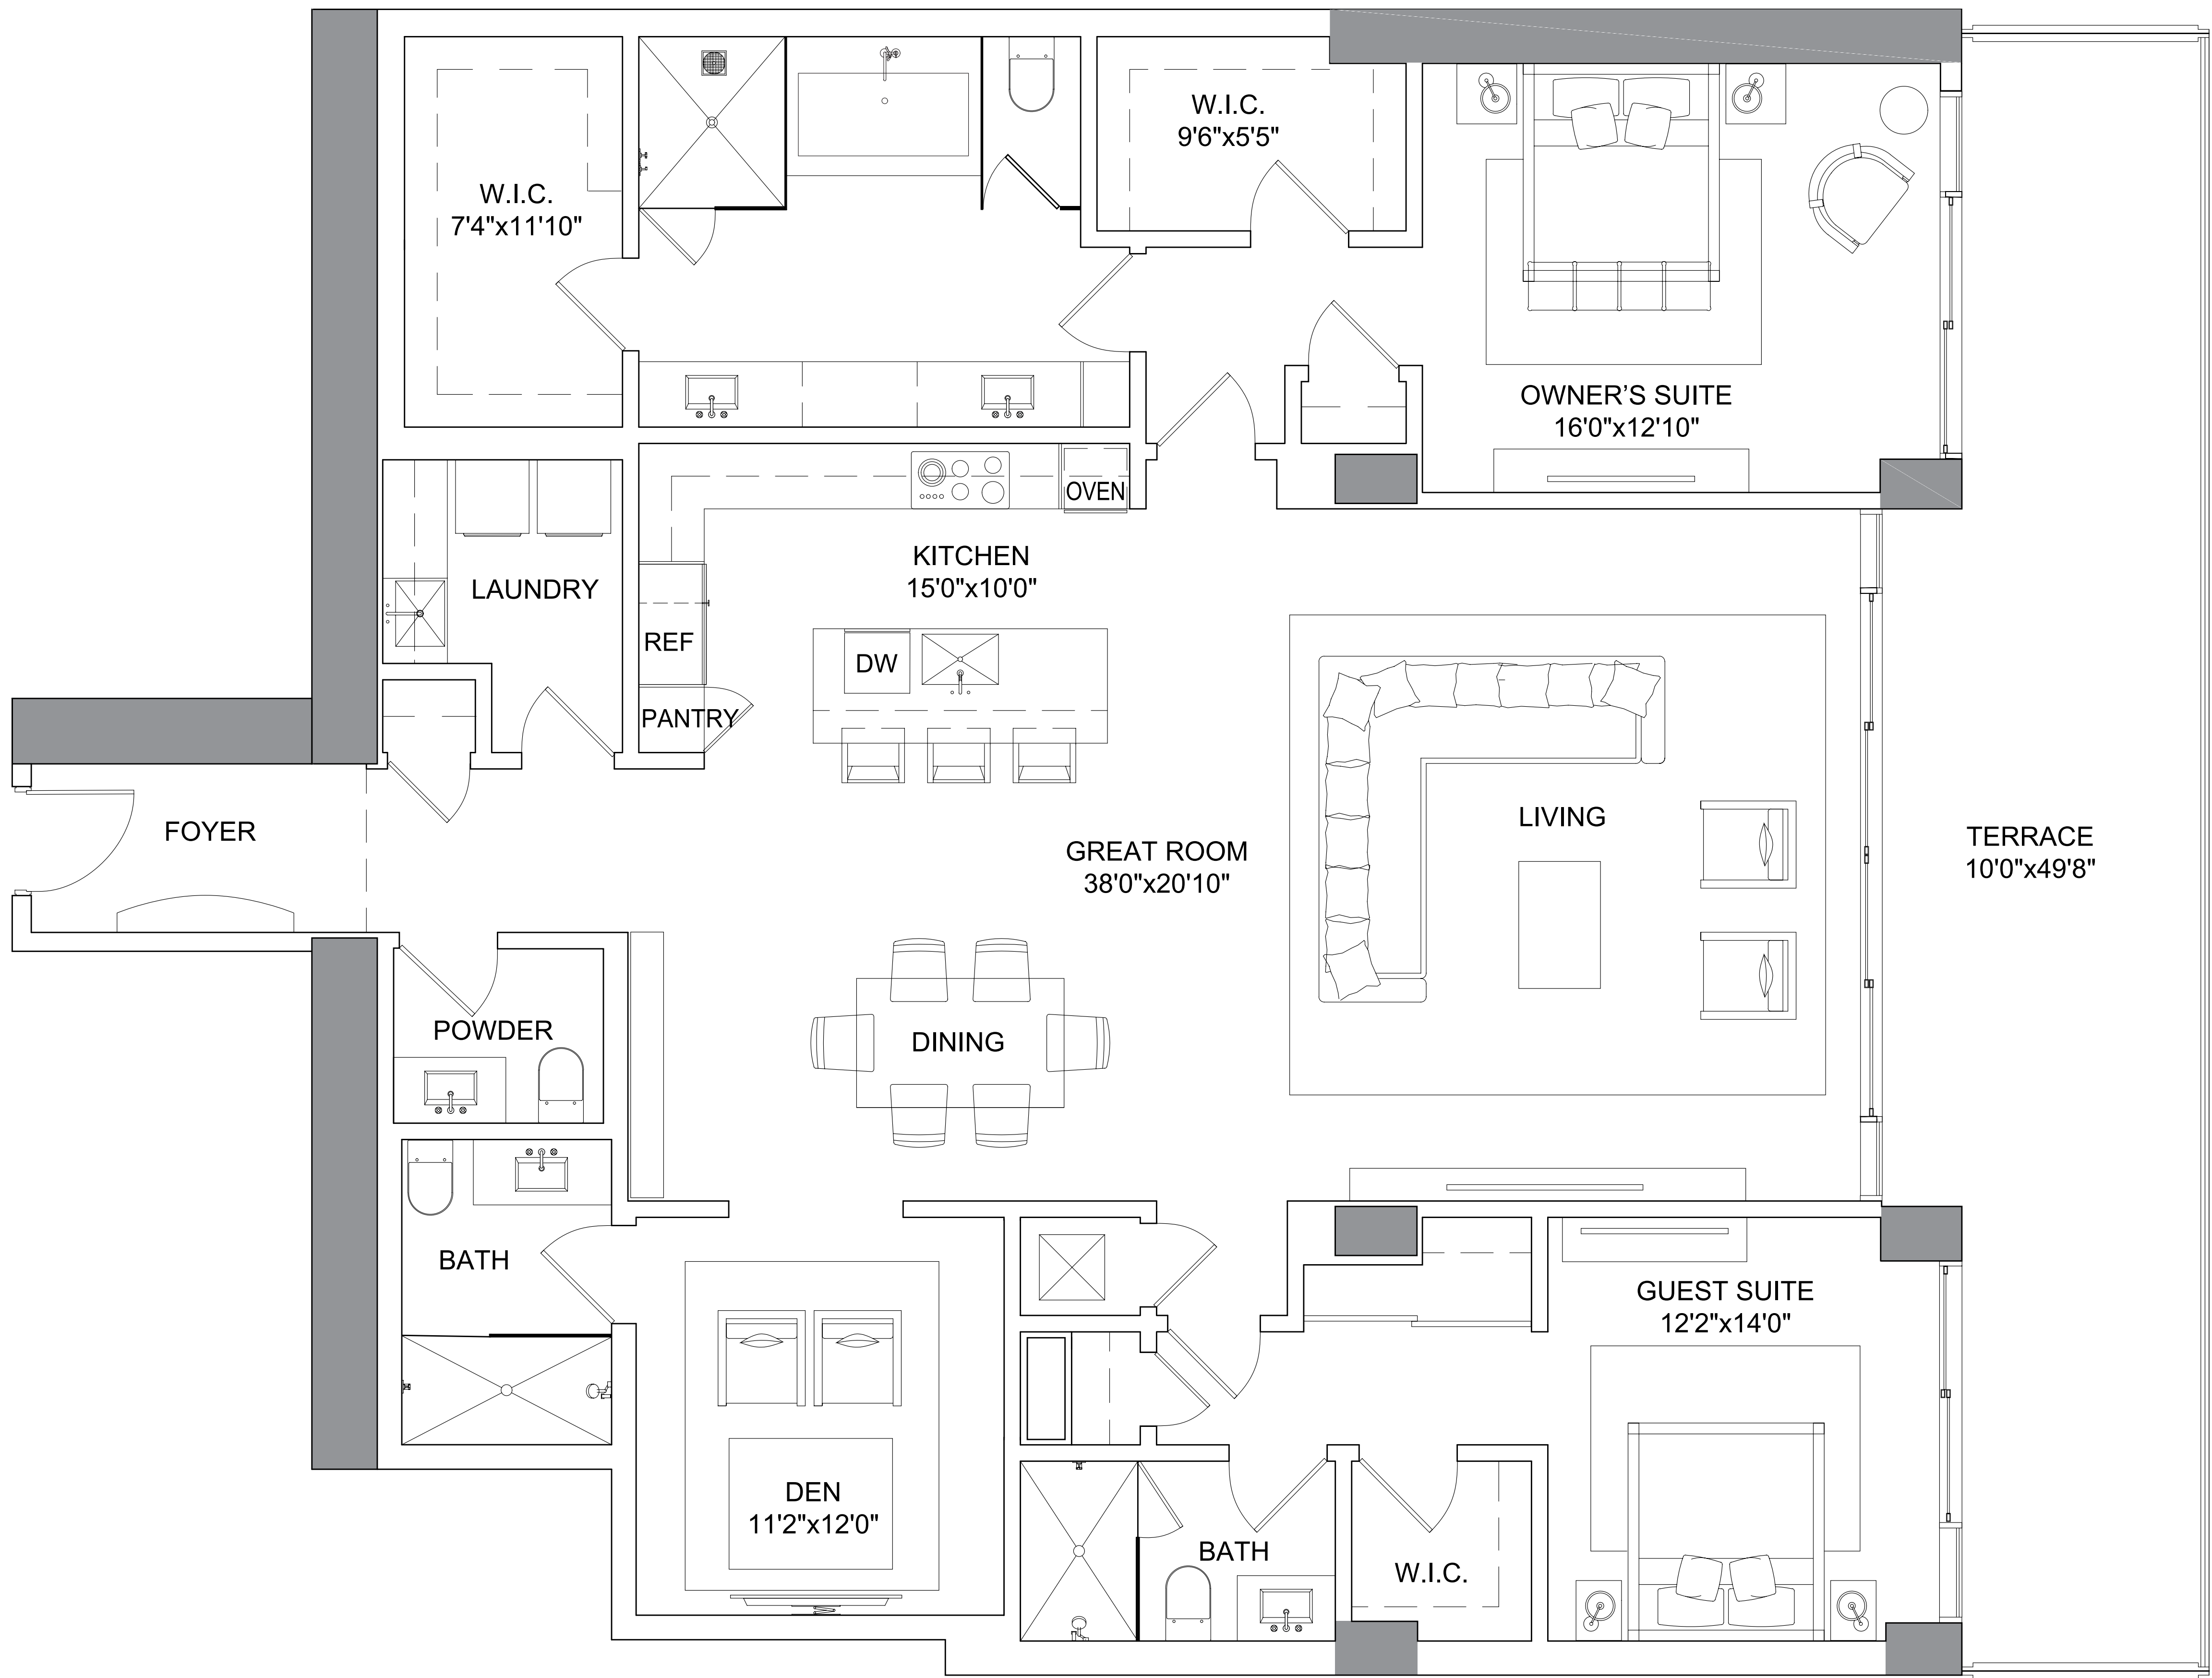 W.I.C.
9'6"x5'5"
W.I.C.
7'4"x11'10"
OWNER’S SUITE
16'0"x12'10"
OVEN
KITCHEN
15'0"x10'0"
LAUNDRY
REF
DW
PANTRY
FOYER
LIVING
GREAT ROOM
38'0"x20'10"
TERRACE
10'0"x49'8"
POWDER
DINING
BATH
GUEST SUITE
12'2"x14'0"
DEN
11'2"x12'0"
BATH
W.I.C.